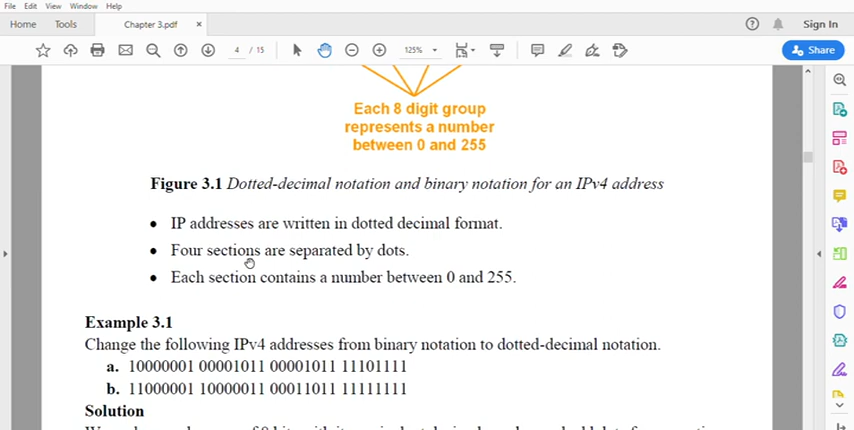 File Edit View Window Help
Home Tools Chapter 3.pdf × Sign In
4 / 15 125% Share
Each 8 digit group
represents a number
between 0 and 255
Figure 3.1 Dotted-decimal notation and binary notation for an IPv4 address
• IP addresses are written in dotted decimal format.
• Four sections are separated by dots.
• Each section contains a number between 0 and 255.
Example 3.1
Change the following IPv4 addresses from binary notation to dotted-decimal notation.
a. 10000001 00001011 00001011 11101111
b. 11000001 10000011 00011011 11111111
Solution